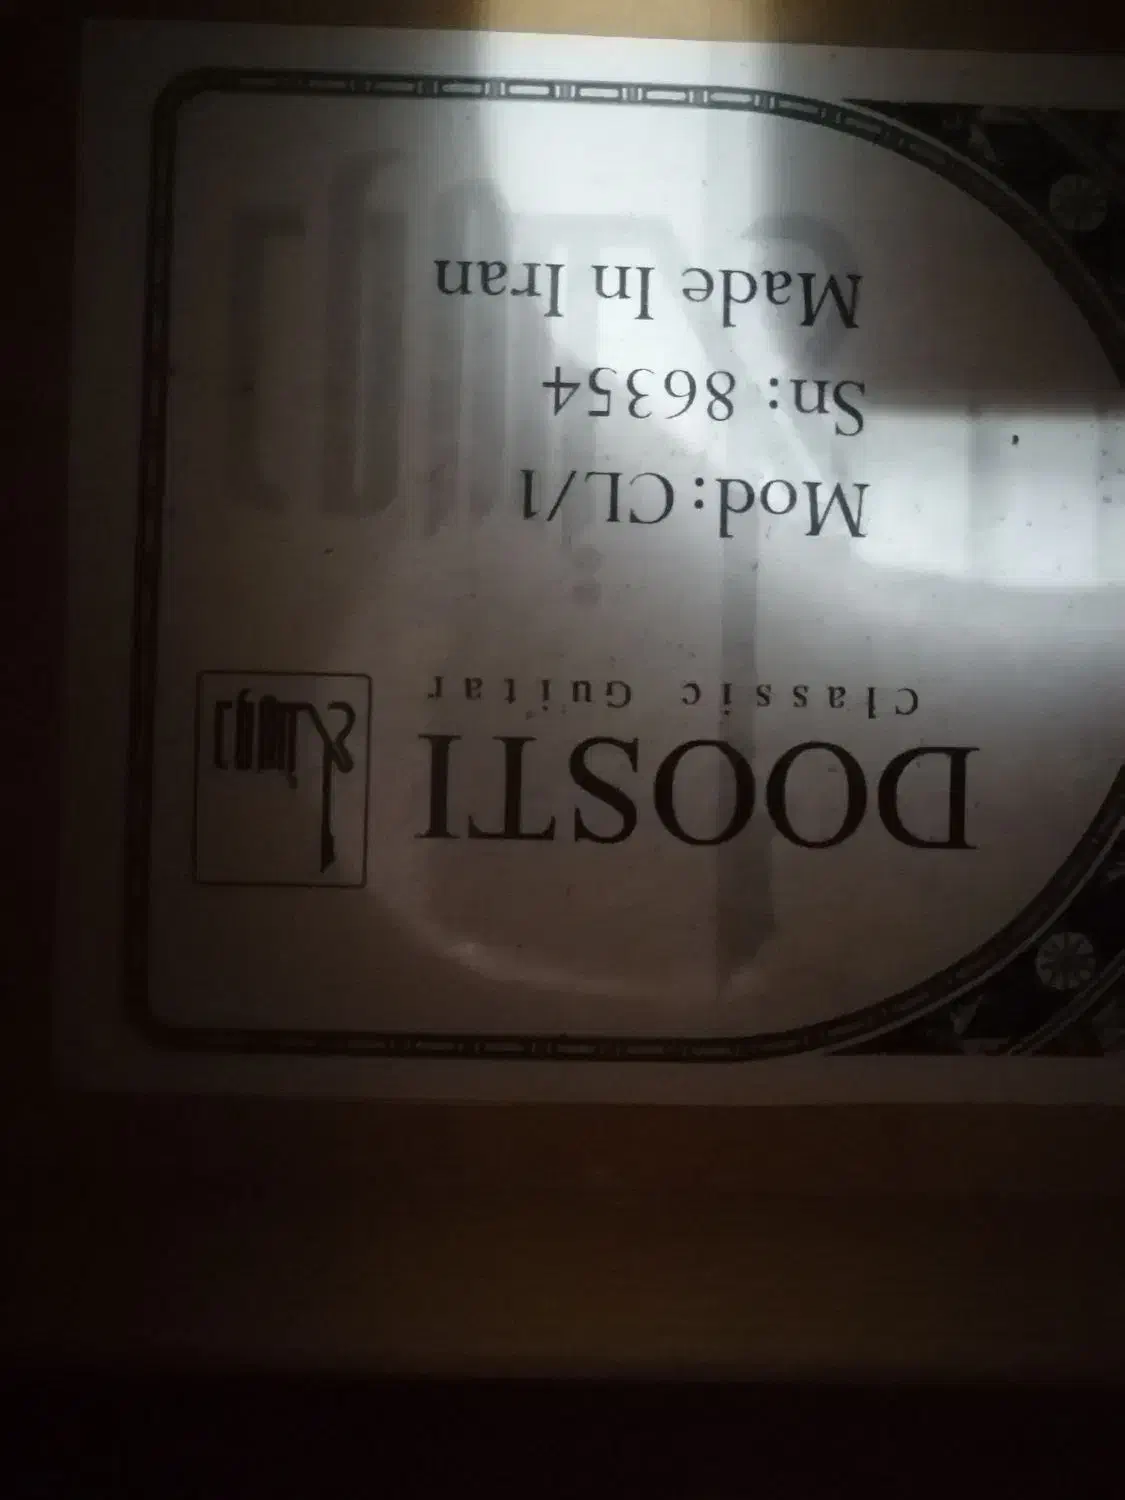 DOOSTI
Classic Guitar
Mod:CL/1
Sn: 86354
Made In Iran